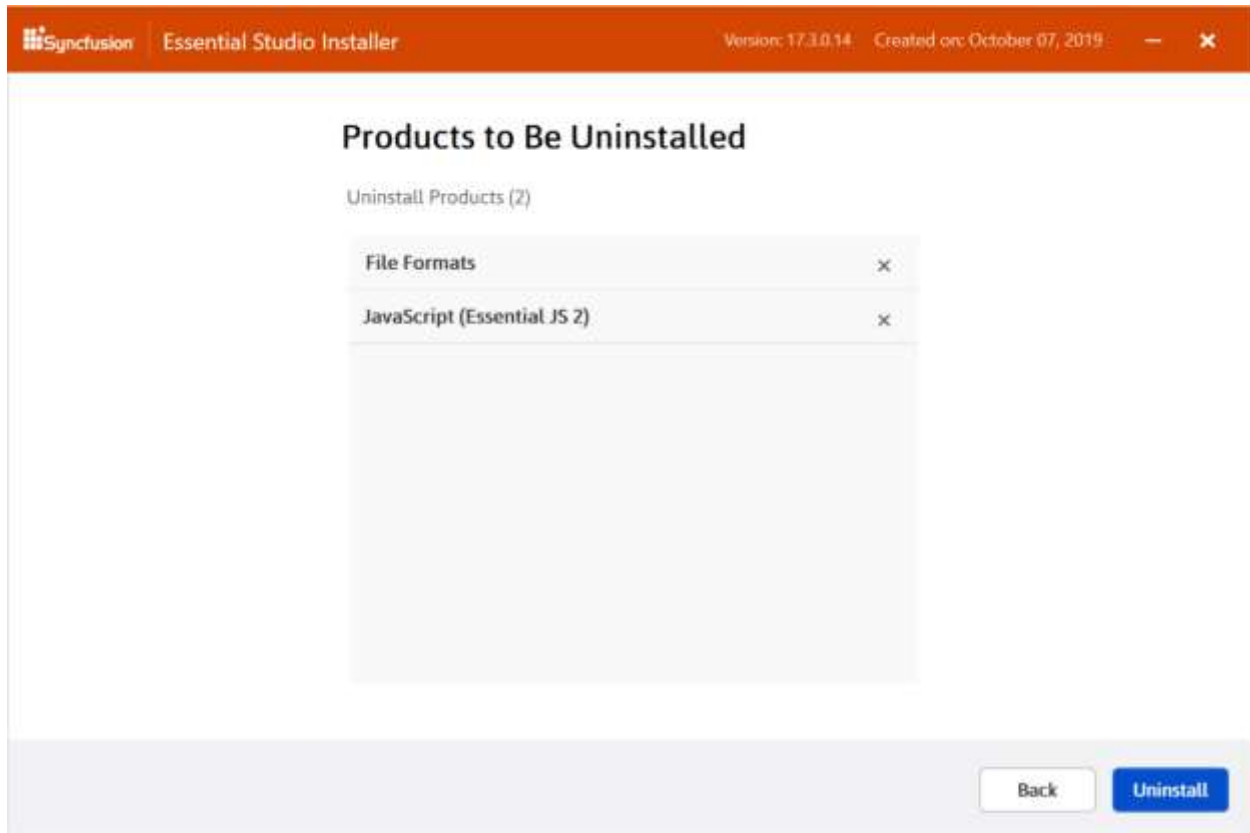 Syncfusion Essential Studio Installer Version: 17.3.0.14 Created on: October 07, 2019
Products to Be Uninstalled
Uninstall Products (2)
File Formats
JavaScript (Essential JS 2)
Back Uninstall